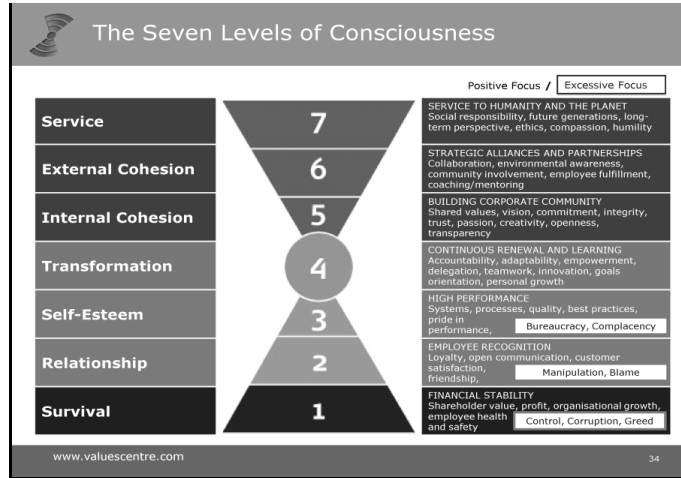 The Seven Levels of Consciousness
Positive Focus / Excessive Focus
Service
7
SERVICE TO HUMANITY AND THE PLANET
Social responsibility, future generations, long-
term perspective, ethics, compassion, humility
External Cohesion
6
STRATEGIC ALLIANCES AND PARTNERSHIPS
Collaboration, environmental awareness,
community involvement, employee fulfillment,
coaching/mentoring
Internal Cohesion
5
BUILDING CORPORATE COMMUNITY
Shared values, vision, commitment, integrity,
trust, passion, creativity, openness,
transparency
Transformation
4
CONTINUOUS RENEWAL AND LEARNING
Accountability, adaptability, empowerment,
delegation, teamwork, innovation, goals
orientation, personal growth
Self-Esteem
3
HIGH PERFORMANCE
Systems, processes, quality, best practices,
pride in
performance,
Bureaucracy, Complacency
Relationship
2
EMPLOYEE RECOGNITION
Loyalty, open communication, customer
satisfaction,
friendship,
Manipulation, Blame
Survival
1
FINANCIAL STABILITY
Shareholder value, profit, organisational growth,
employee health
and safety
Control, Corruption, Greed
www.valuescentre.com
34